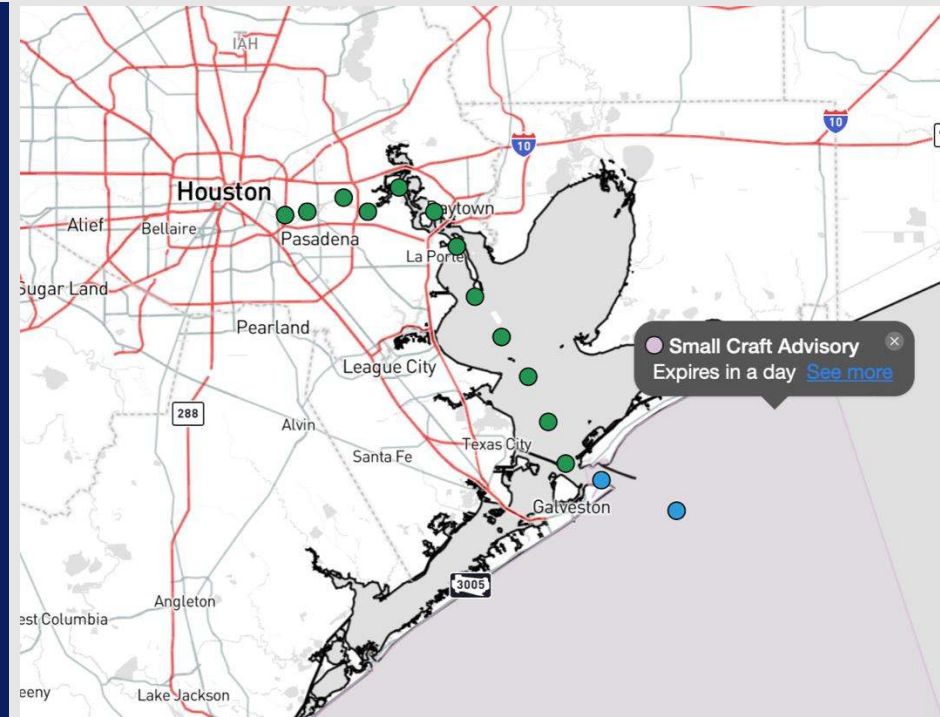 IAH
10
10
Houston
Alief
Bellaire
Pasadena
aytown
La Porte
Sugar Land
Pearland
League City
Small Craft Advisory
Expires in a day See more
288
Alvin
Santa Fe
Texas City
Galveston
3005
Angleton
est Columbia
eeny
Lake Jackson